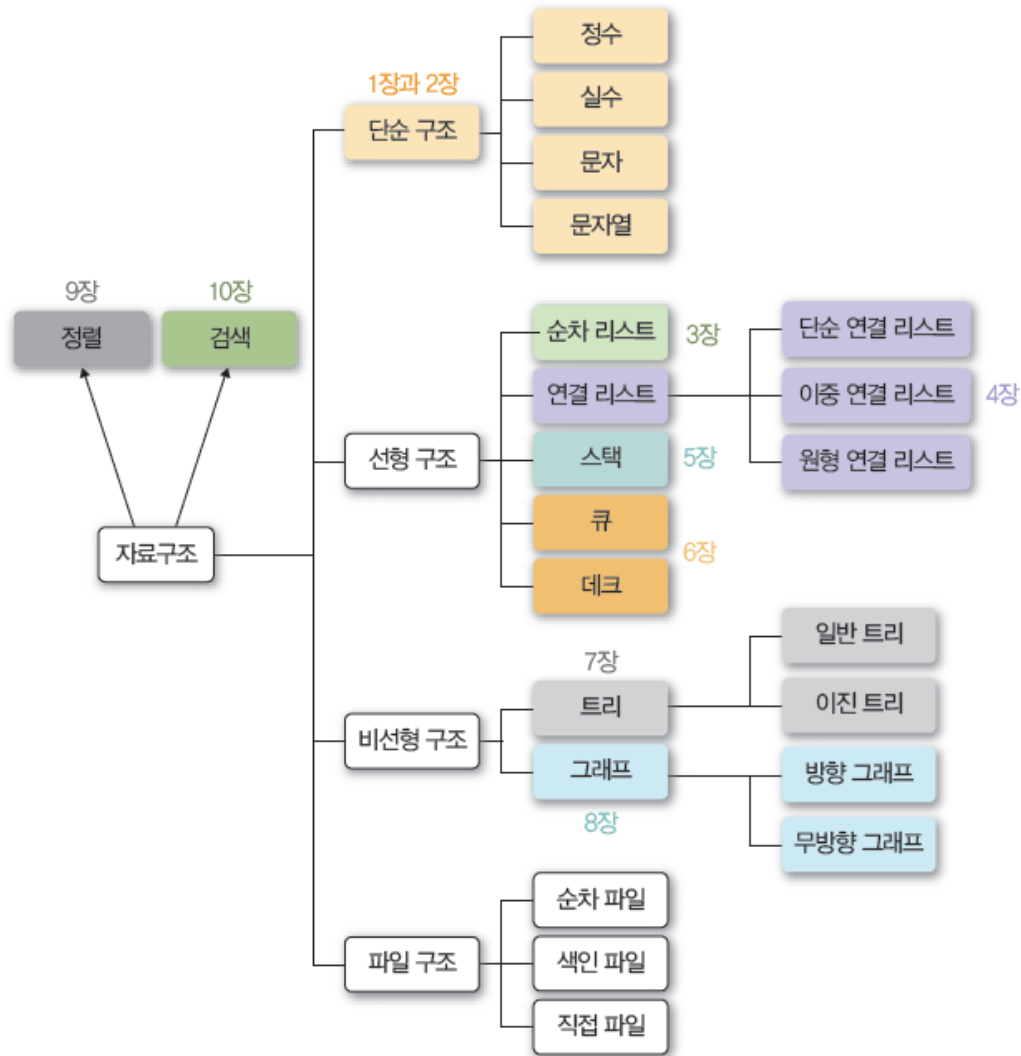 정수
1장과 2장
실수
단순 구조
문자
문자열
9장
10장
정렬
검색
순차 리스트
3장
단순 연결 리스트
연결 리스트
이중 연결 리스트
4장
선형 구조
스택
5장
원형 연결 리스트
큐
자료구조
6장
데크
일반 트리
7장
트리
이진 트리
비선형 구조
그래프
방향 그래프
8장
무방향 그래프
순차 파일
파일 구조
색인 파일
직접 파일